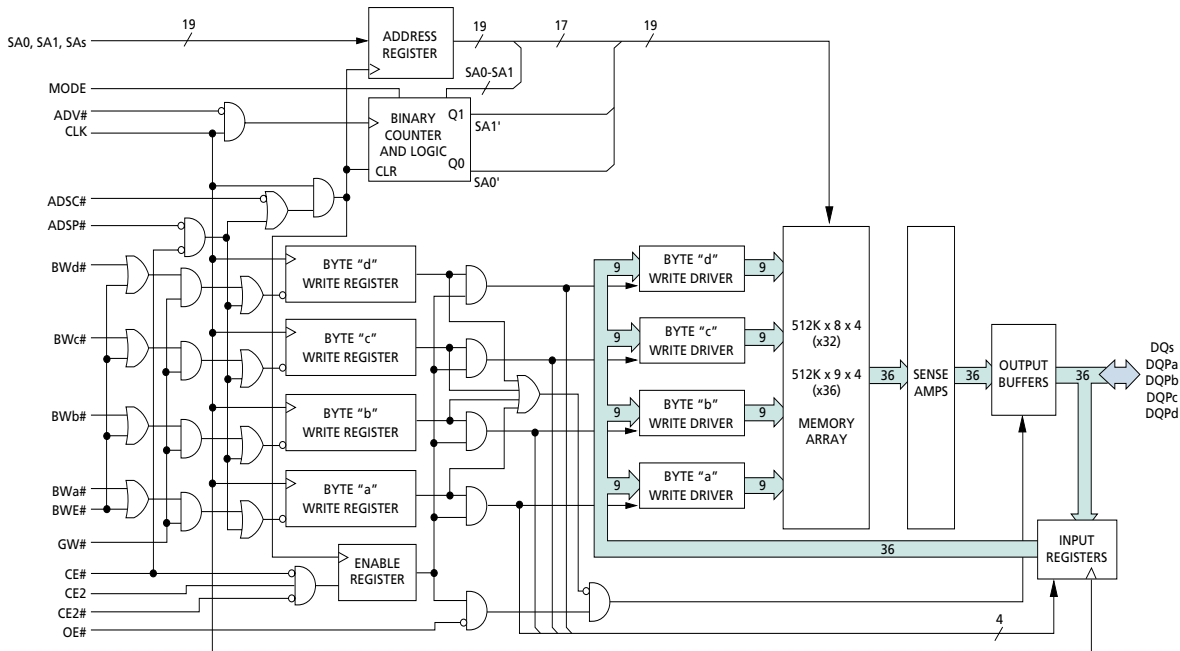 19
SA0, SA1, SAs
ADDRESS
REGISTER
19
17
19
SA0-SA1
MODE
ADV#
CLK
BINARY
COUNTER
AND LOGIC
Q1
SA1'
Q0
SA0'
CLR
ADSC#
ADSP#
BWd#
BYTE “d”
WRITE REGISTER
9
BYTE “d”
WRITE DRIVER
9
BWc#
BYTE “c”
WRITE REGISTER
9
BYTE “c”
WRITE DRIVER
9
BWb#
BYTE “b”
WRITE REGISTER
9
BYTE “b”
WRITE DRIVER
9
BWa#
BWE#
BYTE “a”
WRITE REGISTER
9
BYTE “a”
WRITE DRIVER
9
512K x 8 x 4
(x32)
512K x 9 x 4
(x36)
MEMORY
ARRAY
36
SENSE
AMPS
36
OUTPUT
BUFFERS
36
DQs
DQPa
DQPb
DQPc
DQPd
GW#
36
INPUT
REGISTERS
CE#
CE2
CE2#
ENABLE
REGISTER
OE#
4